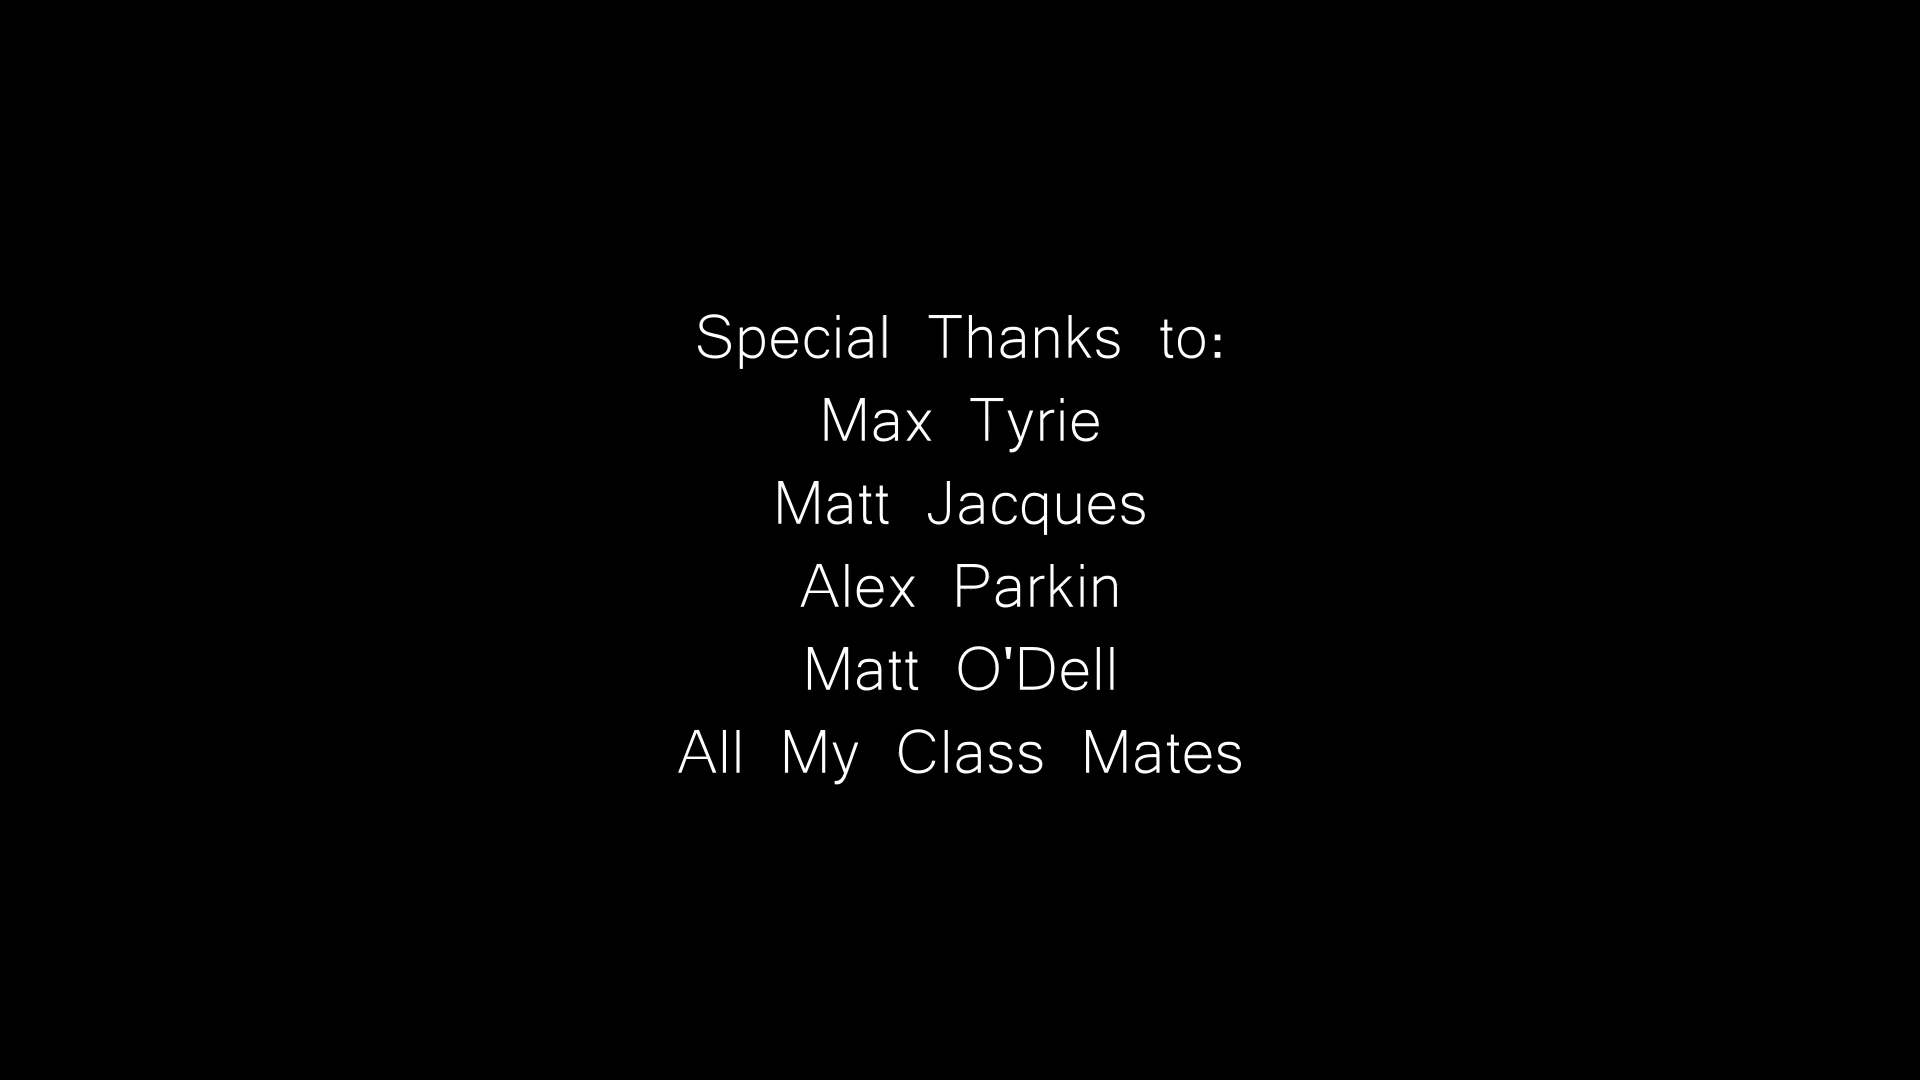 Special Thanks to:
Max Tyrie
Matt Jacques
Alex Parkin
Matt O'Dell
All My Class Mates